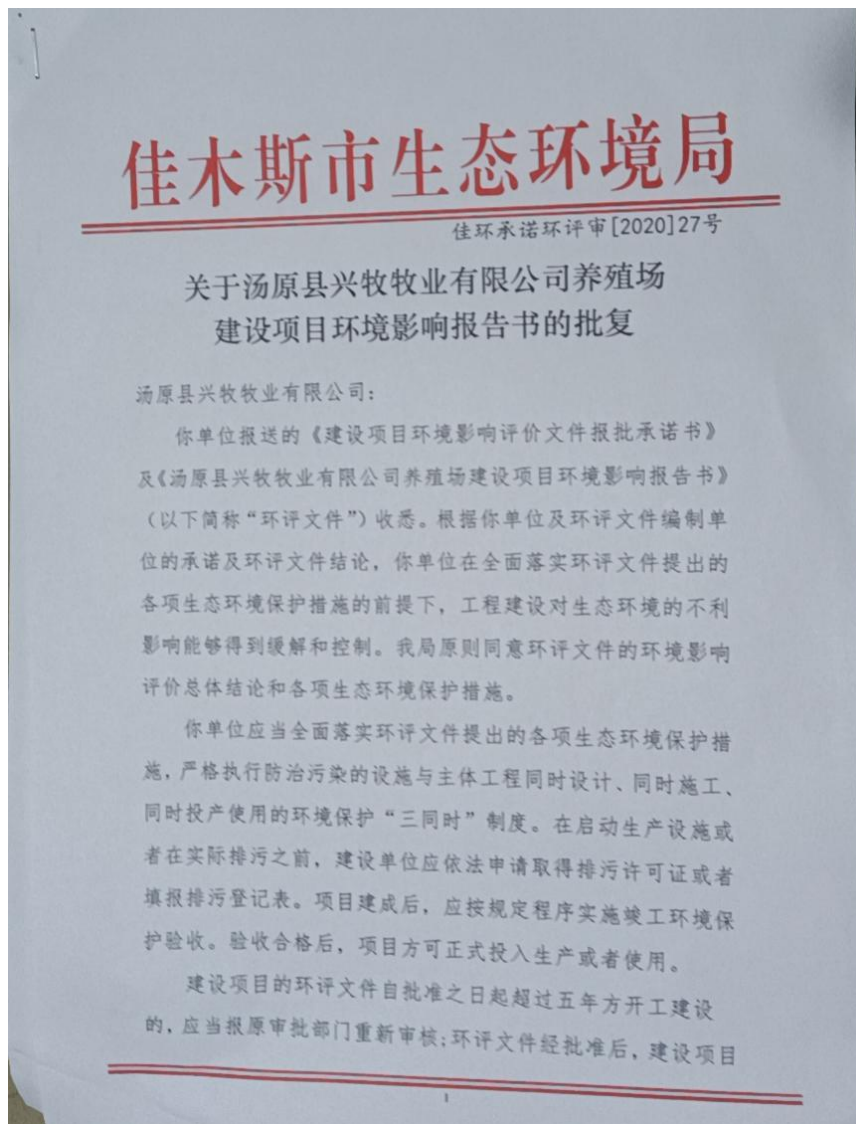 佳木斯市生态环境局
佳环承诺环评审[2020]27号
关于汤原县兴牧牧业有限公司养殖场
建设项目环境影响报告书的批复
汤原县兴牧牧业有限公司:
你单位报送的《建设项目环境影响评价文件报批承诺书》
及《汤原县兴牧牧业有限公司养殖场建设项目环境影响报告书》
（以下简称“环评文件”）收悉。根据你单位及环评文件编制单
位的承诺及环评文件结论，你单位在全面落实环评文件提出的
各项生态环境保护措施的前提下，工程建设对生态环境的不利
影响能够得到缓解和控制。我局原则同意环评文件的环境影响
评价总体结论和各项生态环境保护措施。
你单位应当全面落实环评文件提出的各项生态环境保护措
施，严格执行防治污染的设施与主体工程同时设计、同时施工、
同时投产使用的环境保护“三同时”制度。在启动生产设施或
者在实际排污之前，建设单位应依法申请取得排污许可证或者
填报排污登记表。项目建成后，应按规定程序实施竣工环境保
护验收。验收合格后，项目方可正式投入生产或者使用。
建设项目的环评文件自批准之日起超过五年方开工建设
的，应当报原审批部门重新审核;环评文件经批准后，建设项目
1